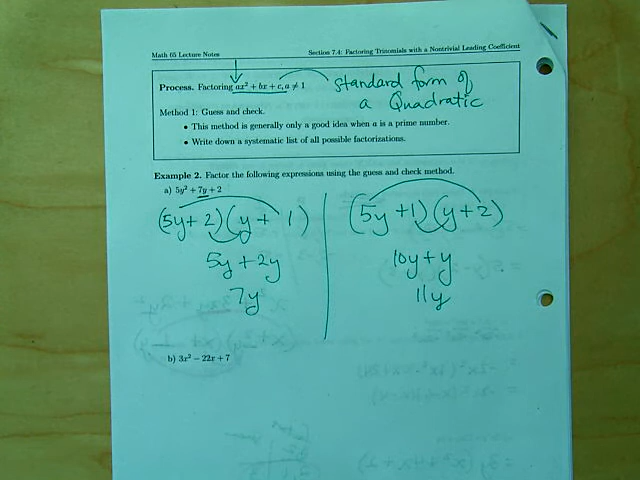 Math 65 Lecture Notes Section 7.4: Factoring Trinomials with a Nontrivial Leading Coefficient
Process. Factoring ax² + bx + c, a ≠ 1 standard form of
a Quadratic
Method 1: Guess and check.
• This method is generally only a good idea when a is a prime number.
• Write down a systematic list of all possible factorizations.
Example 2. Factor the following expressions using the guess and check method.
a) 5y² + 7y + 2
(5y + 2)(y + 1) (5y + 1)(y + 2)
5y + 2y 10y + y
7y 11y
b) 3x² − 22x + 7